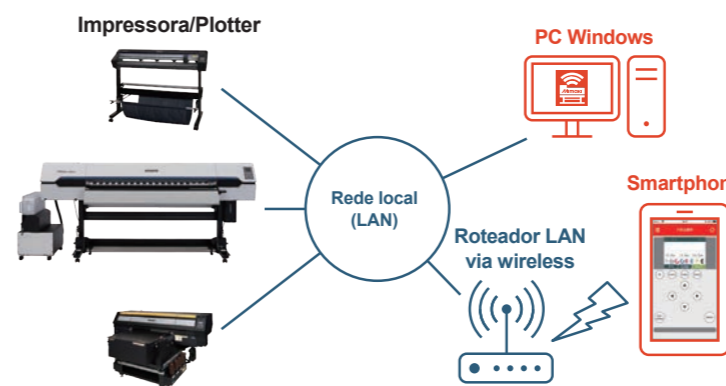 Impressora/Plotter
PC Windows
Rede local
(LAN)
Smartphon
Roteador LAN
via wireless